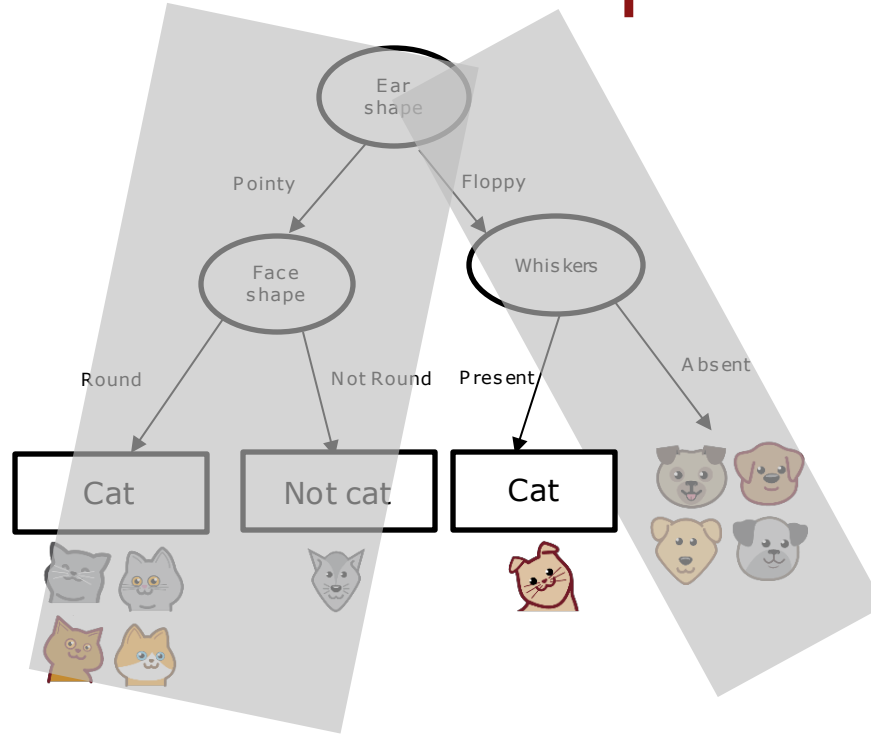 Ear
shape
Pointy
Floppy
Face
shape
Whiskers
Round
Not Round
Present
Absent
Cat
Not cat
Cat